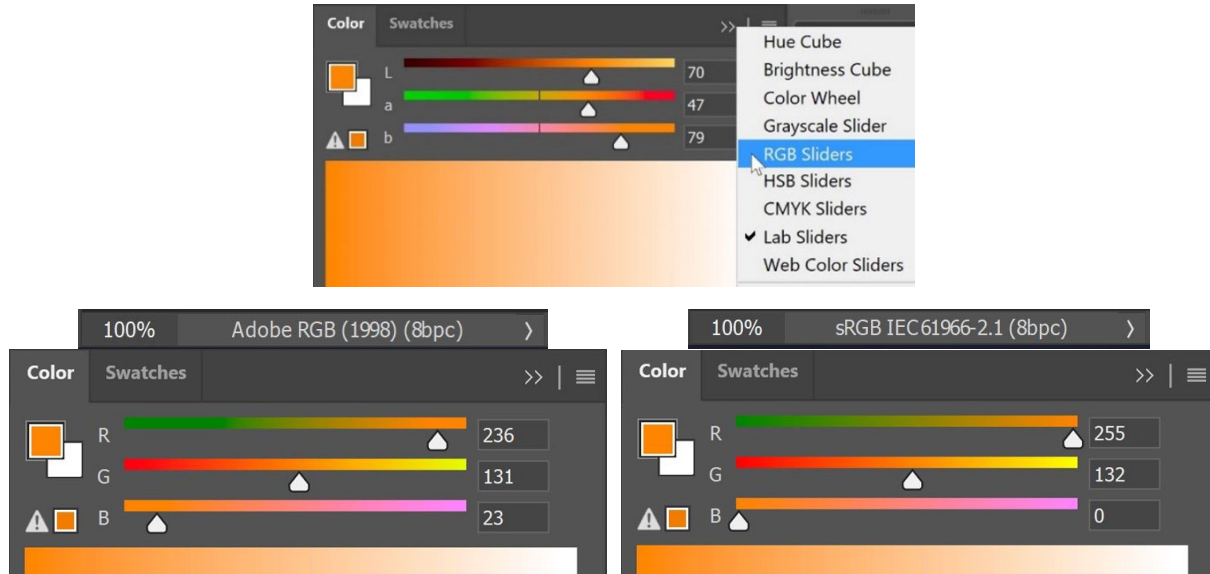 Color Swatches >>
L 70
a 47
b 79
Hue Cube
Brightness Cube
Color Wheel
Grayscale Slider
RGB Sliders
HSB Sliders
CMYK Sliders
Lab Sliders
Web Color Sliders
100% Adobe RGB (1998) (8bpc)
Color Swatches >>
R 236
G 131
B 23
100% sRGB IEC61966-2.1 (8bpc)
Color Swatches >>
R 255
G 132
B 0